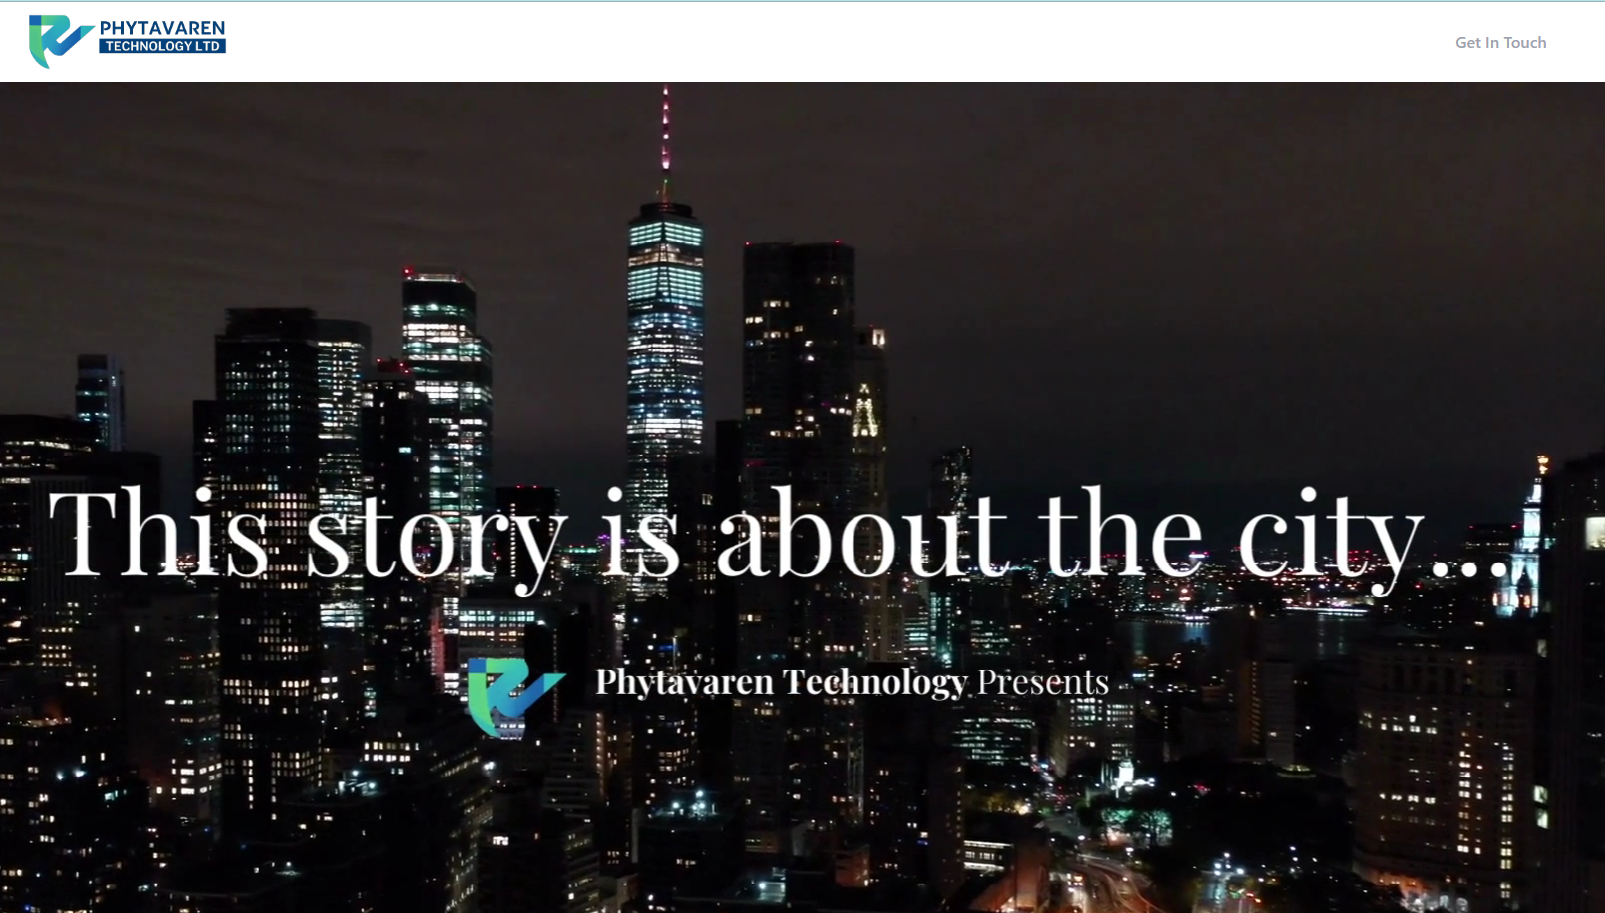 PHYTAVAREN
TECHNOLOGY LTD
Get In Touch
This story is about the city...
Phytavaren Technology Presents